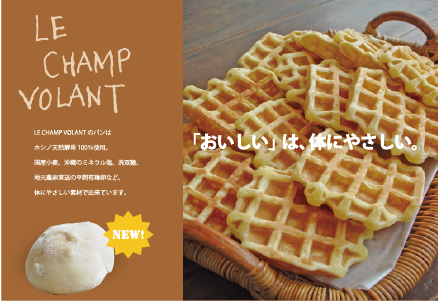 LE
CHAMP
VOLANT
LE CHAMP VOLANT のパンは
ホシノ天然酵母 100%使用。
国産小麦、沖縄のミネラル塩、洗双糖、
地元農家直送の平飼有精卵など、
体にやさしい素材で出来ています。
NEW!
「おいしい」は、体にやさしい。